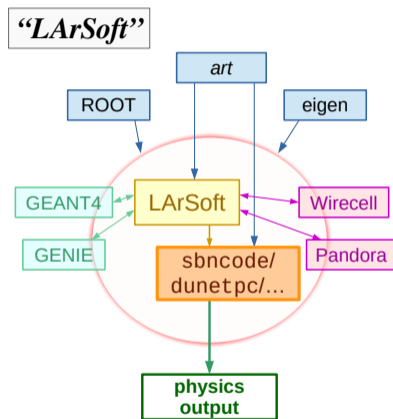 “LArSoft”
art
ROOT
eigen
GEANT4
LArSoft
Wirecell
GENIE
sbncode/
dunetpc/...
Pandora
physics
output